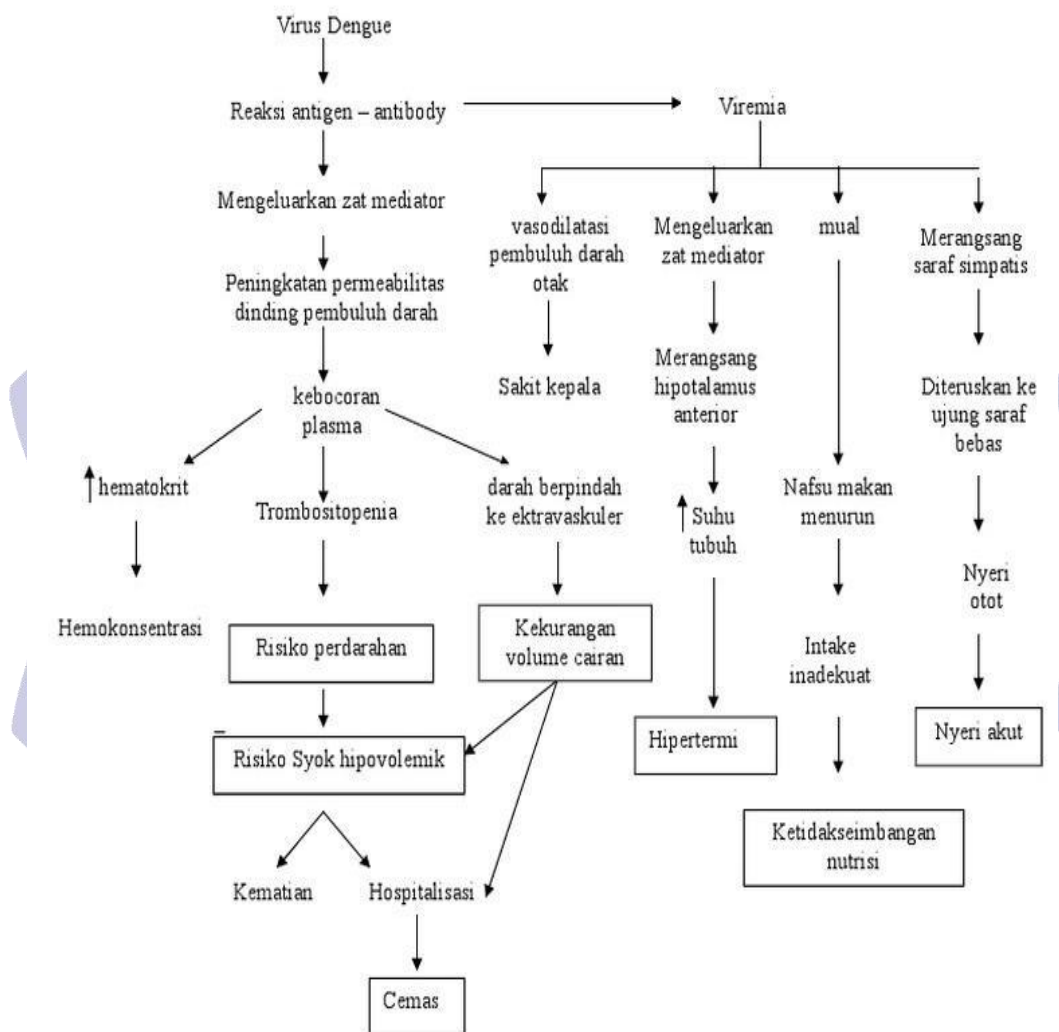 Virus Dengue
Reaksi antigen – antibody
Viremia
Mengeluarkan zat mediator
vasodilatasi
pembuluh darah
otak
Mengeluarkan
zat mediator
mual
Merangsang
saraf simpatis
Peningkatan permeabilitas
dinding pembuluh darah
Sakit kepala
Merangsang
hipotalamus
anterior
Diteruskan ke
ujung saraf
bebas
kebocoran
plasma
hematokrit
Trombositopenia
darah berpindah
ke ektravaskuler
Suhu
tubuh
Nafsu makan
menurun
Nyeri
otot
Hemokonsentrasi
Risiko perdarahan
Kekurangan
volume cairan
Intake
inadekuat
Risiko Syok hipovolemik
Hipertermi
Nyeri akut
Ketidakseimbangan
nutrisi
Kematian
Hospitalisasi
Cemas